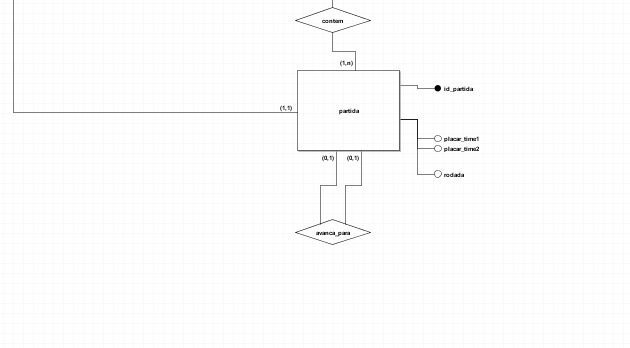 contem
(1,n)
id_partida
(1,1)
partida
placar_time1
placar_time2
(0,1)
(0,1)
rodada
avanca_para